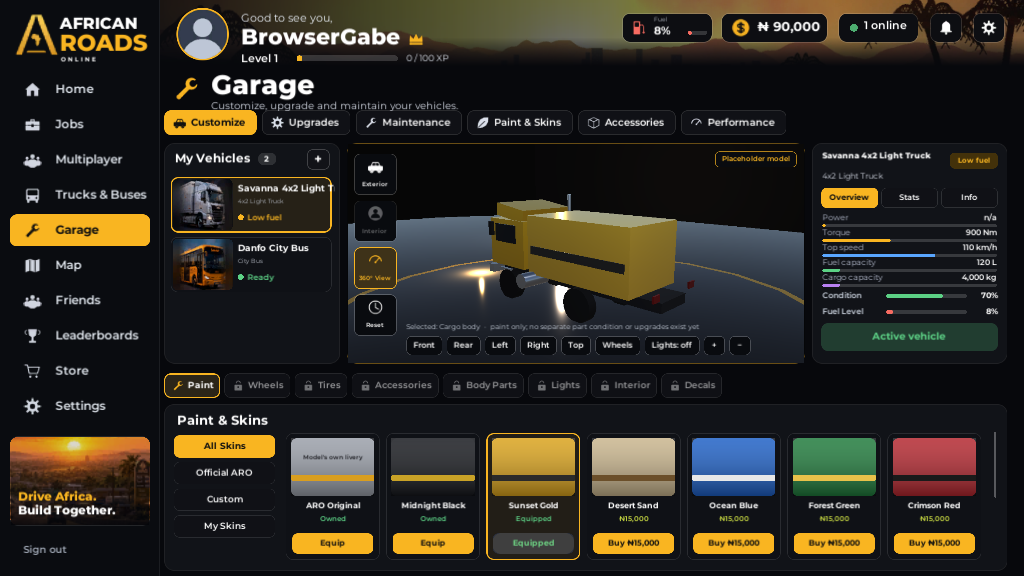 AFRICAN
ROADS
ONLINE
Home
Jobs
Multiplayer
Trucks & Buses
Garage
Map
Friends
Leaderboards
Store
Settings
Drive Africa.
Build Together.
Sign out
Good to see you,
BrowserGabe
Level 1
0 / 100 XP
Fuel
8%
$ ₦ 90,000
1 online
Garage
Customize, upgrade and maintain your vehicles.
Customize
Upgrades
Maintenance
Paint & Skins
Accessories
Performance
My Vehicles 2 +
Savanna 4x2 Light T
4x2 Light Truck
Low fuel
Danfo City Bus
City Bus
Ready
Exterior
Interior
360° View
Reset
Placeholder model
Selected: Cargo body · paint only; no separate part condition or upgrades exist yet
Front
Rear
Left
Right
Top
Wheels
Lights: off
+
−
Savanna 4x2 Light Truck
Low fuel
4x2 Light Truck
Overview
Stats
Info
Power n/a
Torque 900 Nm
Top speed 110 km/h
Fuel capacity 120 L
Cargo capacity 4,000 kg
Condition 70%
Fuel Level 8%
Active vehicle
Paint
Wheels
Tires
Accessories
Body Parts
Lights
Interior
Decals
Paint & Skins
All Skins
Official ARO
Custom
My Skins
Model's own livery
ARO Original
Owned
Equip
Midnight Black
Owned
Equip
Sunset Gold
Equipped
Equipped
Desert Sand
₦15,000
Buy ₦15,000
Ocean Blue
₦15,000
Buy ₦15,000
Forest Green
₦15,000
Buy ₦15,000
Crimson Red
₦15,000
Buy ₦15,000